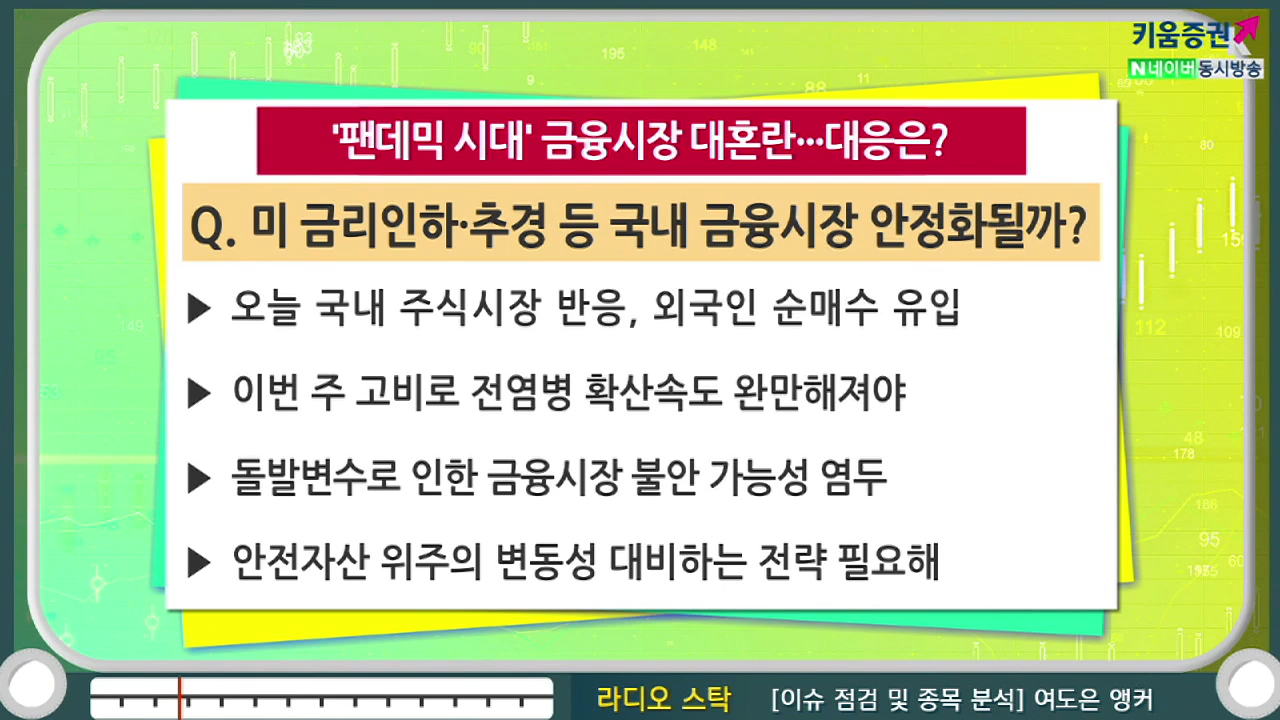 키움증권
N 네이버 동시방송
'팬데믹 시대' 금융시장 대혼란···대응은?
Q. 미 금리인하·추경 등 국내 금융시장 안정화될까?
▶ 오늘 국내 주식시장 반응, 외국인 순매수 유입
▶ 이번 주 고비로 전염병 확산속도 완만해져야
▶ 돌발변수로 인한 금융시장 불안 가능성 염두
▶ 안전자산 위주의 변동성 대비하는 전략 필요해
라디오 스탁 [이슈 점검 및 종목 분석] 여도은 앵커